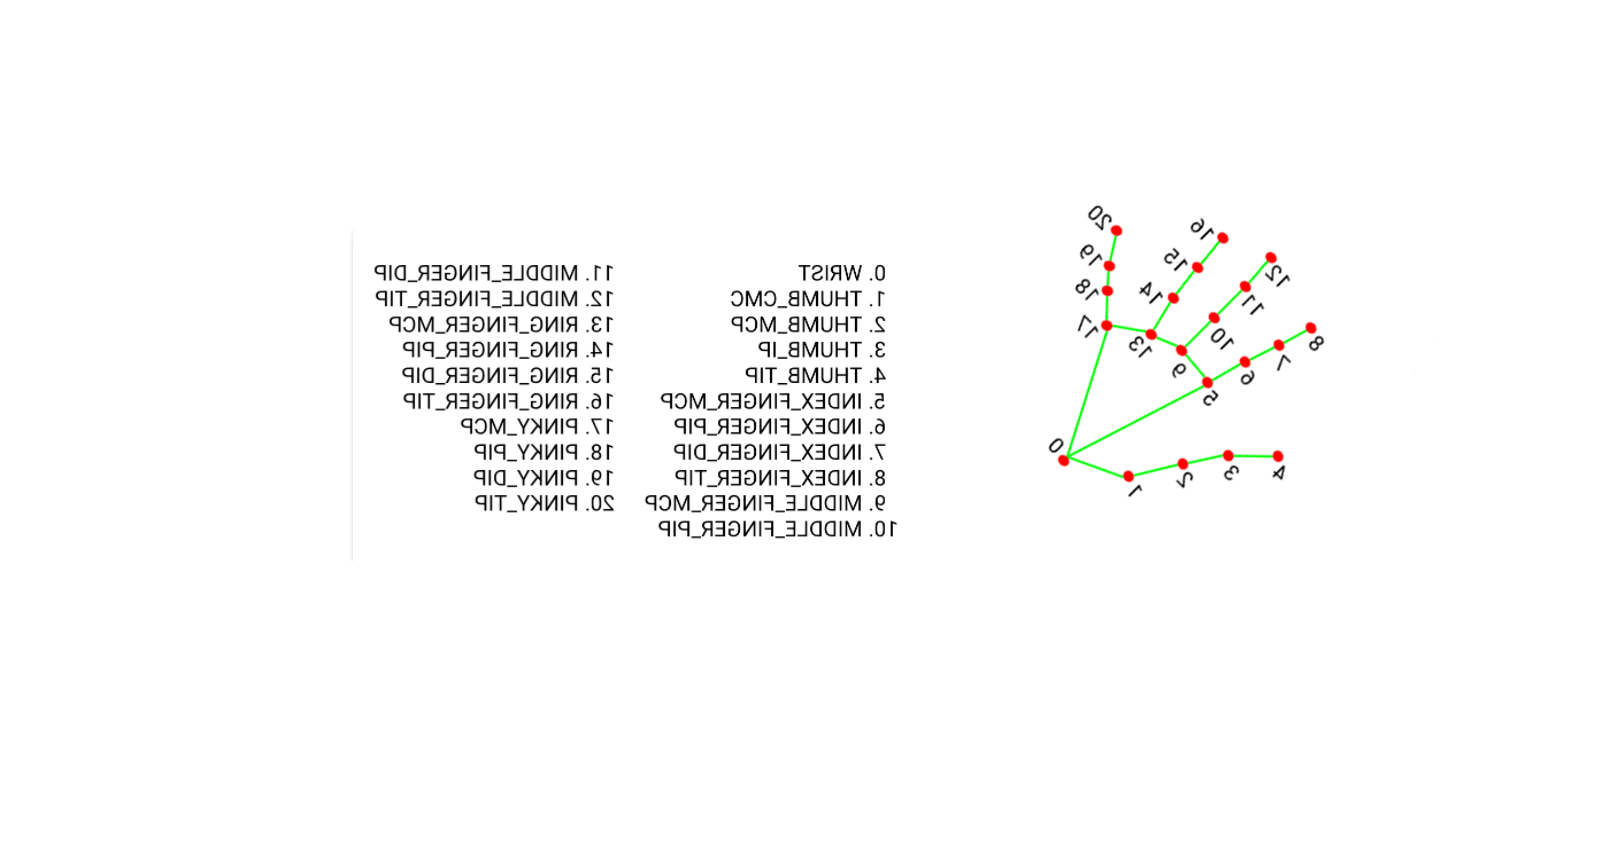 0. WRIST
1. THUMB_CMC
2. THUMB_MCP
3. THUMB_IP
4. THUMB_TIP
5. INDEX_FINGER_MCP
6. INDEX_FINGER_PIP
7. INDEX_FINGER_DIP
8. INDEX_FINGER_TIP
9. MIDDLE_FINGER_MCP
10. MIDDLE_FINGER_PIP
11. MIDDLE_FINGER_DIP
12. MIDDLE_FINGER_TIP
13. RING_FINGER_MCP
14. RING_FINGER_PIP
15. RING_FINGER_DIP
16. RING_FINGER_TIP
17. PINKY_MCP
18. PINKY_PIP
19. PINKY_DIP
20. PINKY_TIP
0
1
2
3
4
5
6
7
8
9
10
11
12
13
14
15
16
17
18
19
20